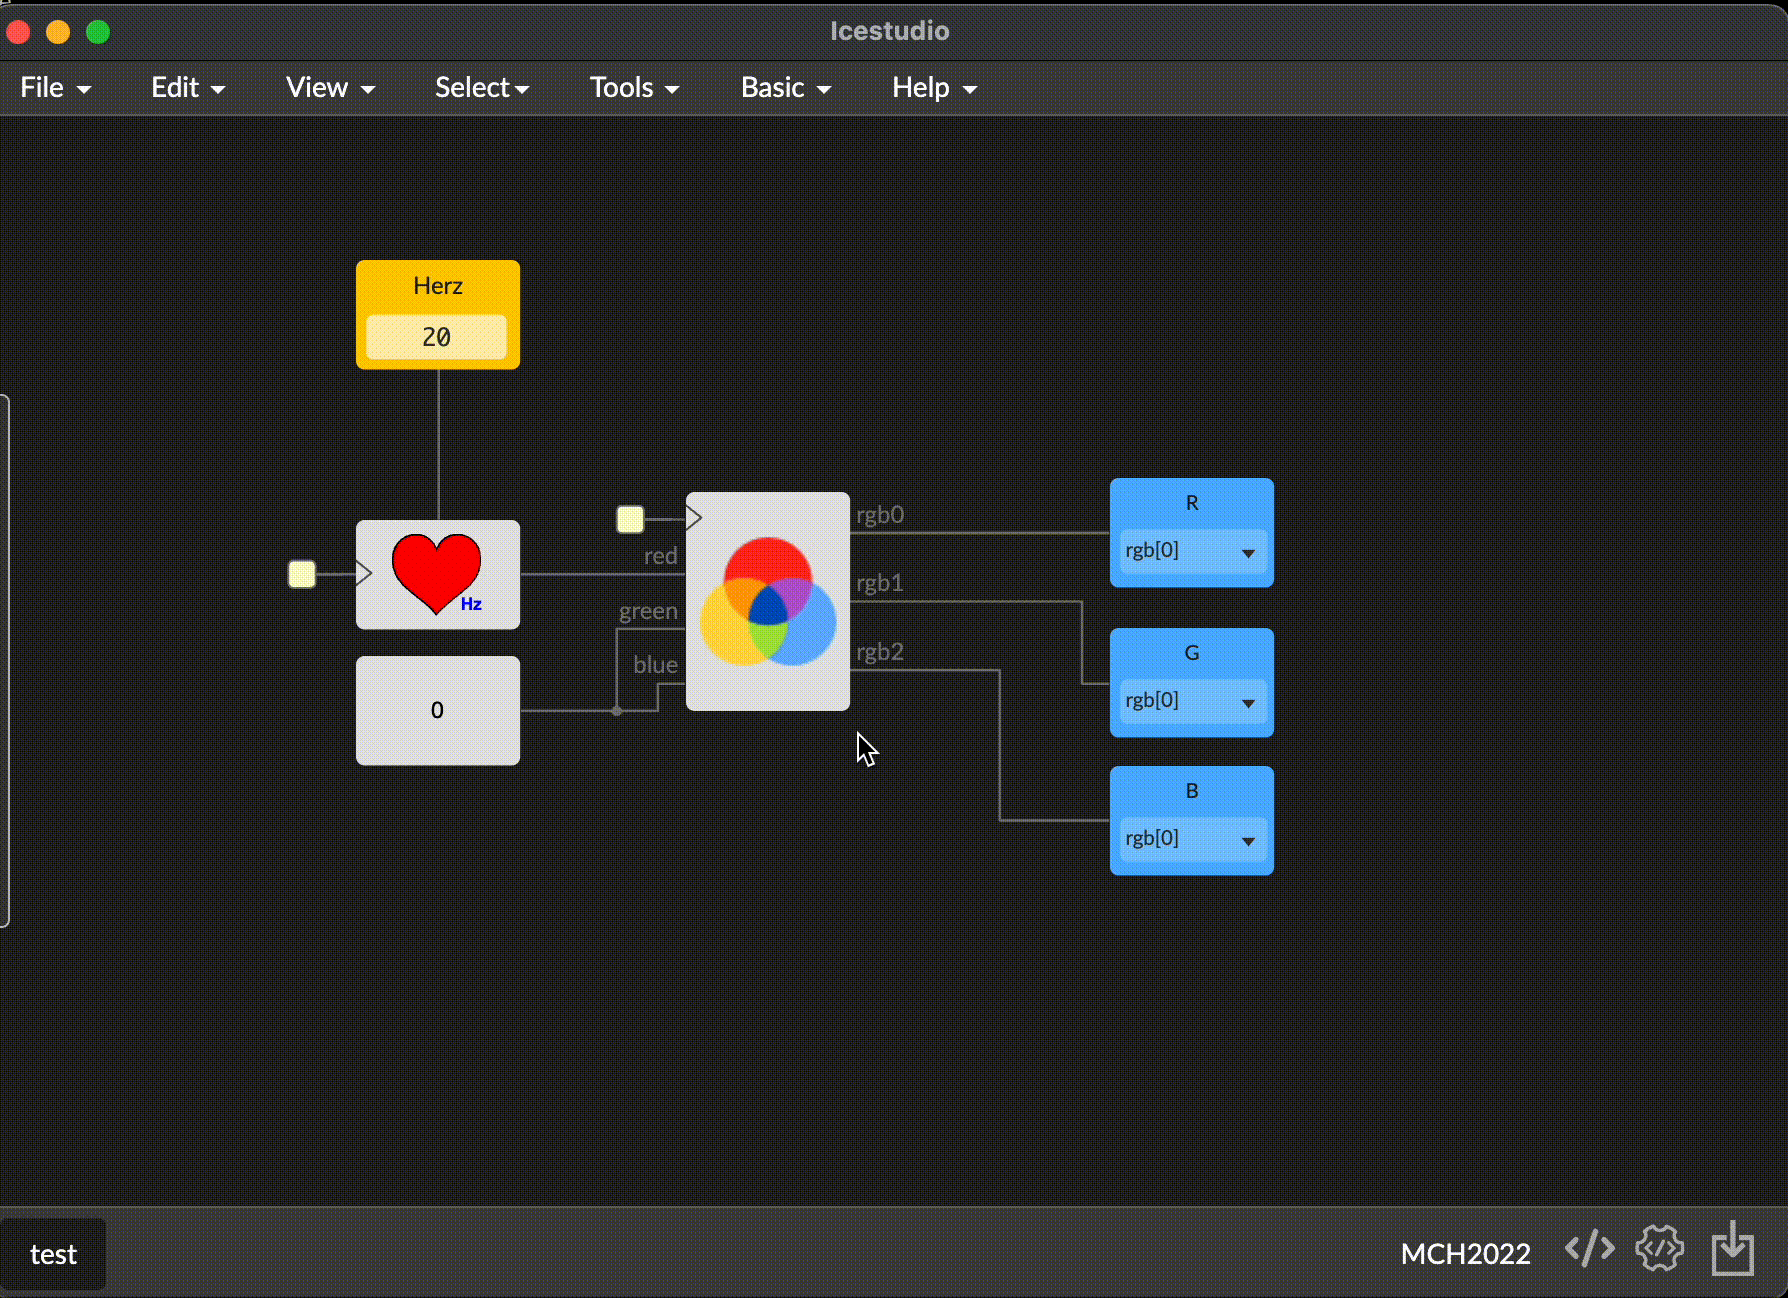 Icestudio
File Edit View Select Tools Basic Help
Herz
20
Hz
0
red
green
blue
rgb0
rgb1
rgb2
R
rgb[0]
G
rgb[0]
B
rgb[0]
test
MCH2022